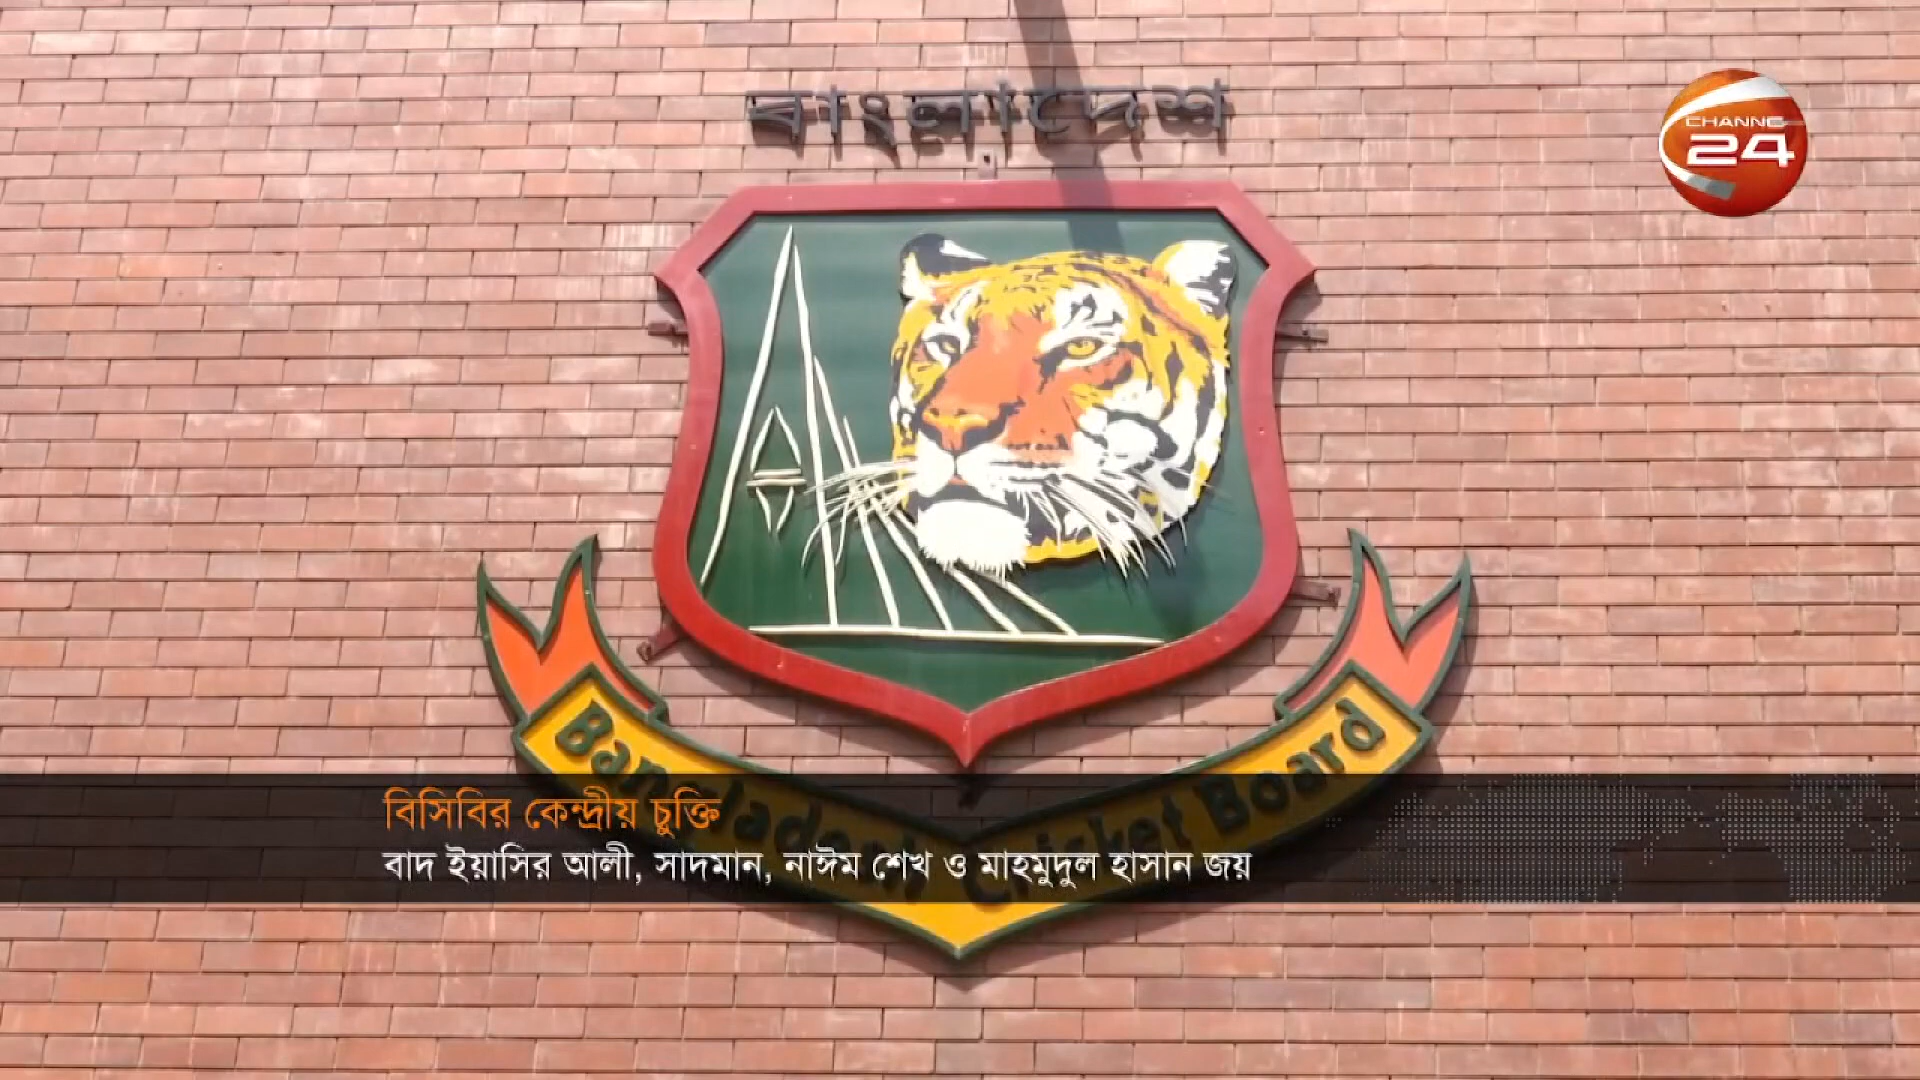 বাংলাদেশ
CHANNEL
24
Bangladesh Cricket Board
বিসিবির কেন্দ্রীয় চুক্তি
বাদ ইয়াসির আলী, সাদমান, নাঈম শেখ ও মাহমুদুল হাসান জয়